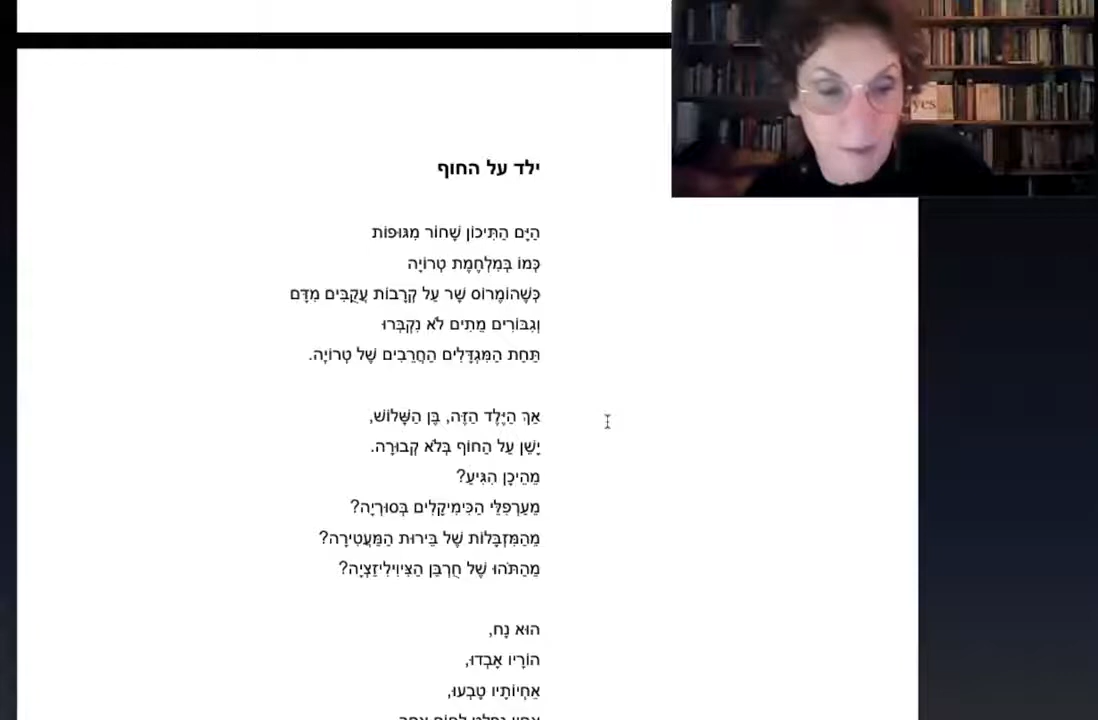 yes
ילד על החוף
הַיָּם הַתִּיכוֹן שָׁחוֹר מִגּוּפוֹת
כְּמוֹ בְּמִלְחֶמֶת טְרוֹיָה
כְּשֶׁהוֹמֶרוֹס שָׁר עַל קְרָבוֹת עֲקֻבִּים מִדָּם
וְגִבּוֹרִים מֵתִים לֹא נִקְבְּרוּ
תַּחַת הַמִּגְדָּלִים הַחֲרֵבִים שֶׁל טְרוֹיָה.
אַךְ הַיֶּלֶד הַזֶּה, בֶּן הַשָּׁלוֹשׁ,
יָשֵׁן עַל הַחוֹף בְּלֹא קְבוּרָה.
מֵהֵיכָן הִגִּיעַ?
מֵעַרְפִלֵּי הַכִּימִיקָלִים בְּסוּרְיָה?
מֵהַמִּזְבָּלוֹת שֶׁל בֵּירוּת הַמַּעֲטִירָה?
מֵהַתֹּהוּ שֶׁל חֻרְבַּן הַצִּיוִילִיזַצְיָה?
הוּא נָח,
הוֹרָיו אָבְדוּ,
אַחְיוֹתָיו טָבְעוּ,